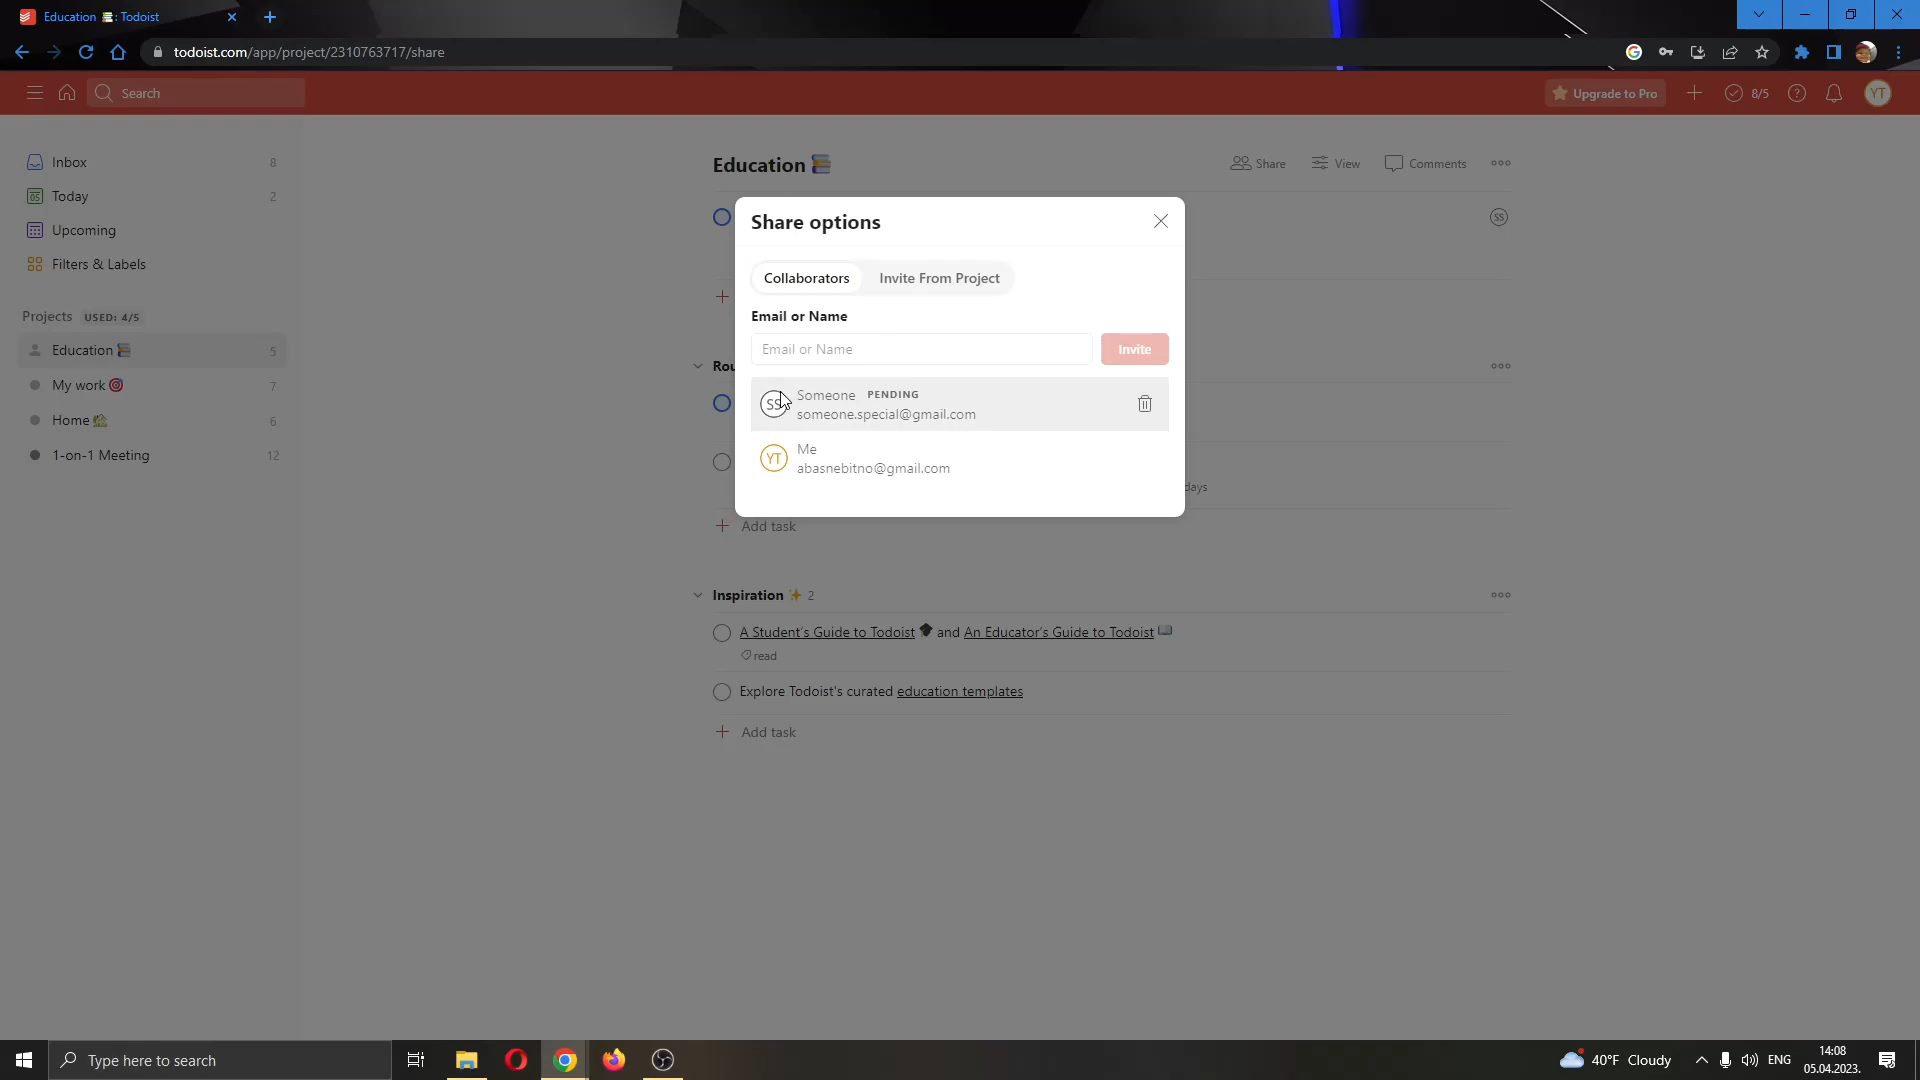 Education 📚: Todoist
todoist.com/app/project/2310763717/share
Search
Upgrade to Pro
8/5
YT
Inbox 8
Today 2
Upcoming
Filters & Labels
Projects USED: 4/5
Education 📚 5
My work 🎯 7
Home 🏡 6
1-on-1 Meeting 12
Education 📚
Share View Comments
SS
Share options
Collaborators Invite From Project
Email or Name
Email or Name Invite
SS
Someone PENDING
someone.special@gmail.com
YT
Me
abasnebitno@gmail.com
Rou
days
Add task
Inspiration ✨ 2
A Student's Guide to Todoist 🎓 and An Educator's Guide to Todoist 📖
read
Explore Todoist's curated education templates
Add task
Type here to search
40°F Cloudy
ENG
14:08
05.04.2023.